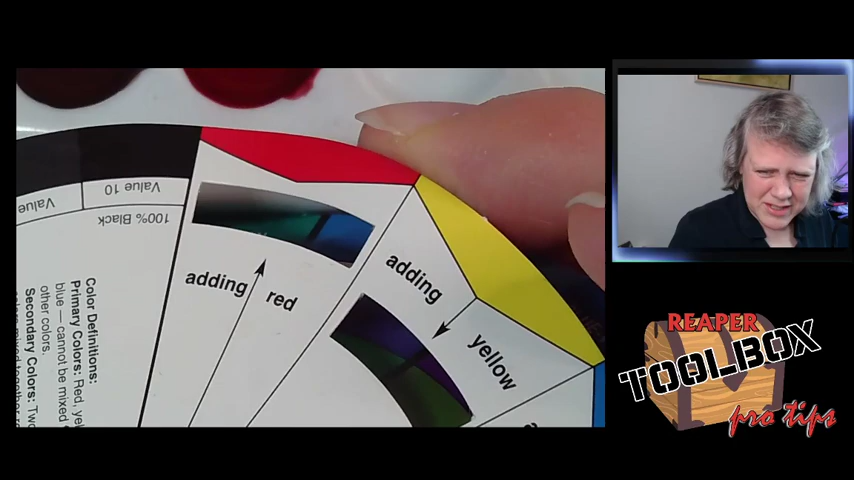 Value 10
Value
100% Black
adding red
adding
yellow
Color Definitions:
Primary Colors: Red, yel
blue — cannot be mixed
other colors.
Secondary Colors: Two
REAPER
TOOLBOX
pro tips